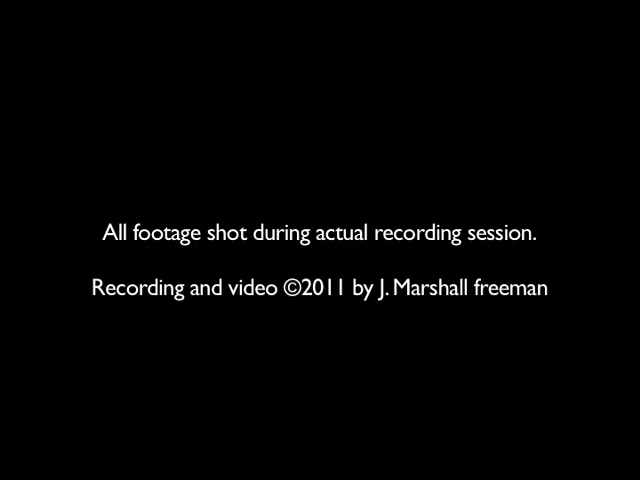 All footage shot during actual recording session.
Recording and video ©2011 by J. Marshall freeman